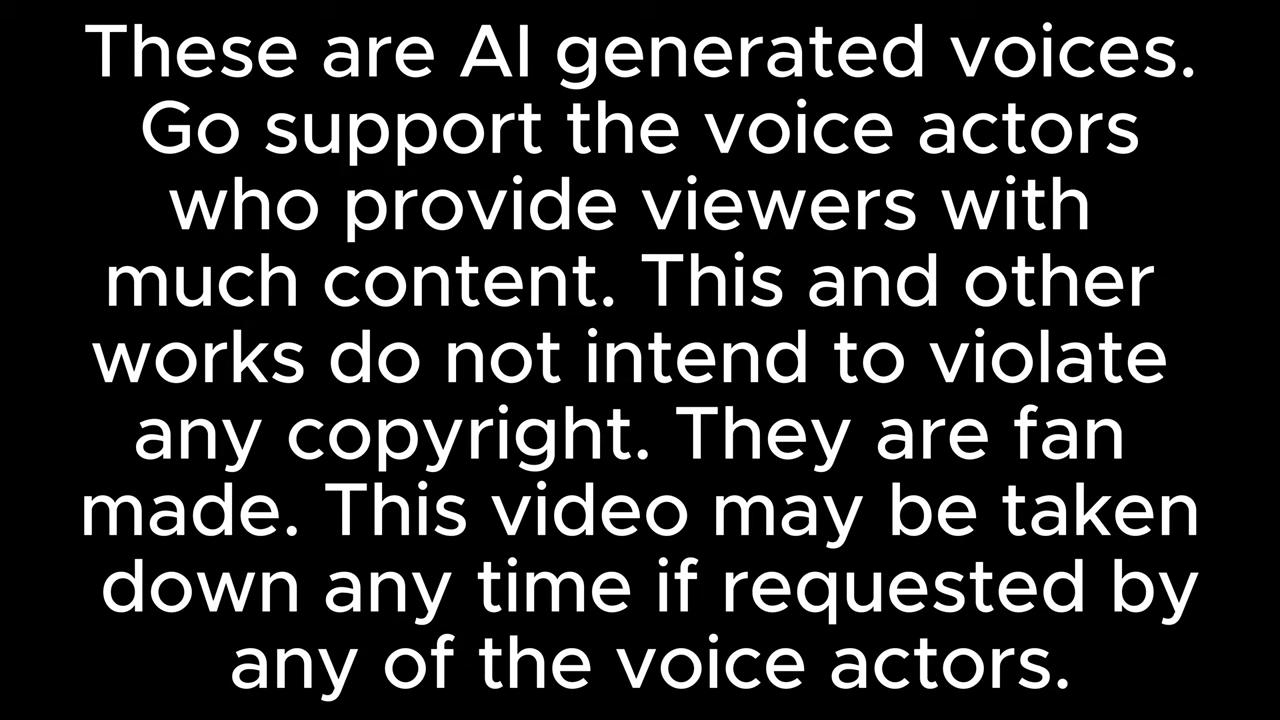 These are AI generated voices.
Go support the voice actors
who provide viewers with
much content. This and other
works do not intend to violate
any copyright. They are fan
made. This video may be taken
down any time if requested by
any of the voice actors.